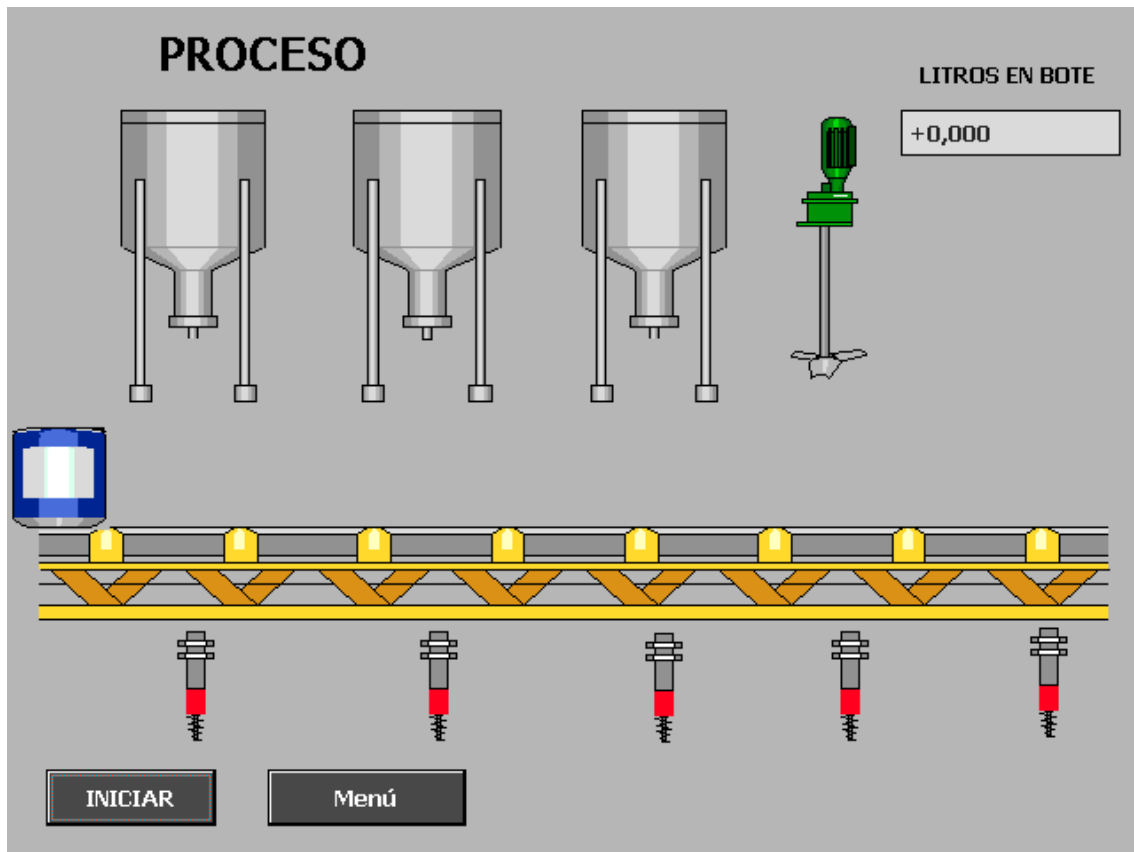 PROCESO
LITROS EN BOTE
+0,000
INICIAR
Menú